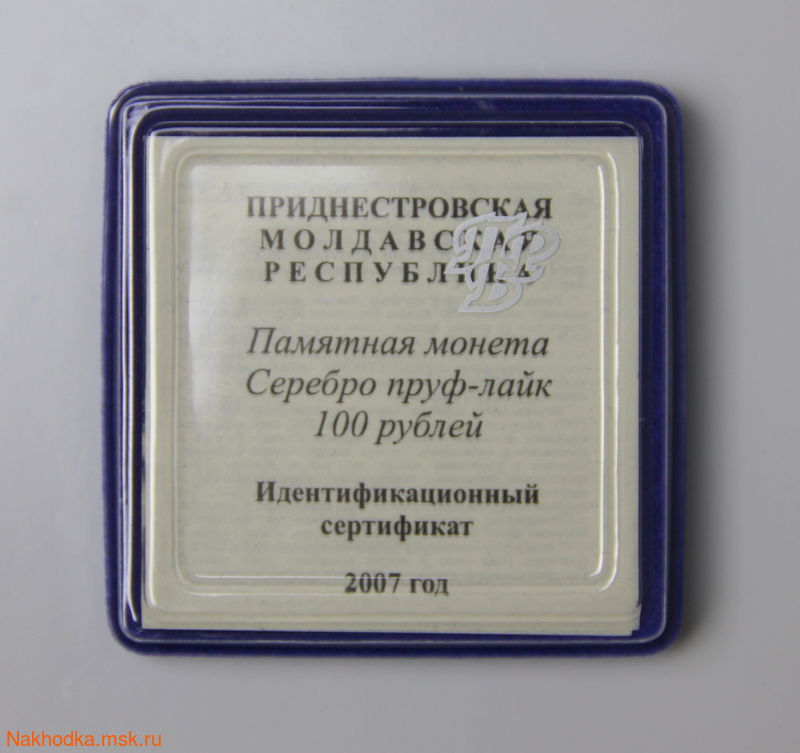 ПРИДНЕСТРОВСКАЯ
МОЛДАВСКАЯ
РЕСПУБЛИКА
Памятная монета
Серебро пруф-лайк
100 рублей
Идентификационный
сертификат
2007 год
Nakhodka.msk.ru